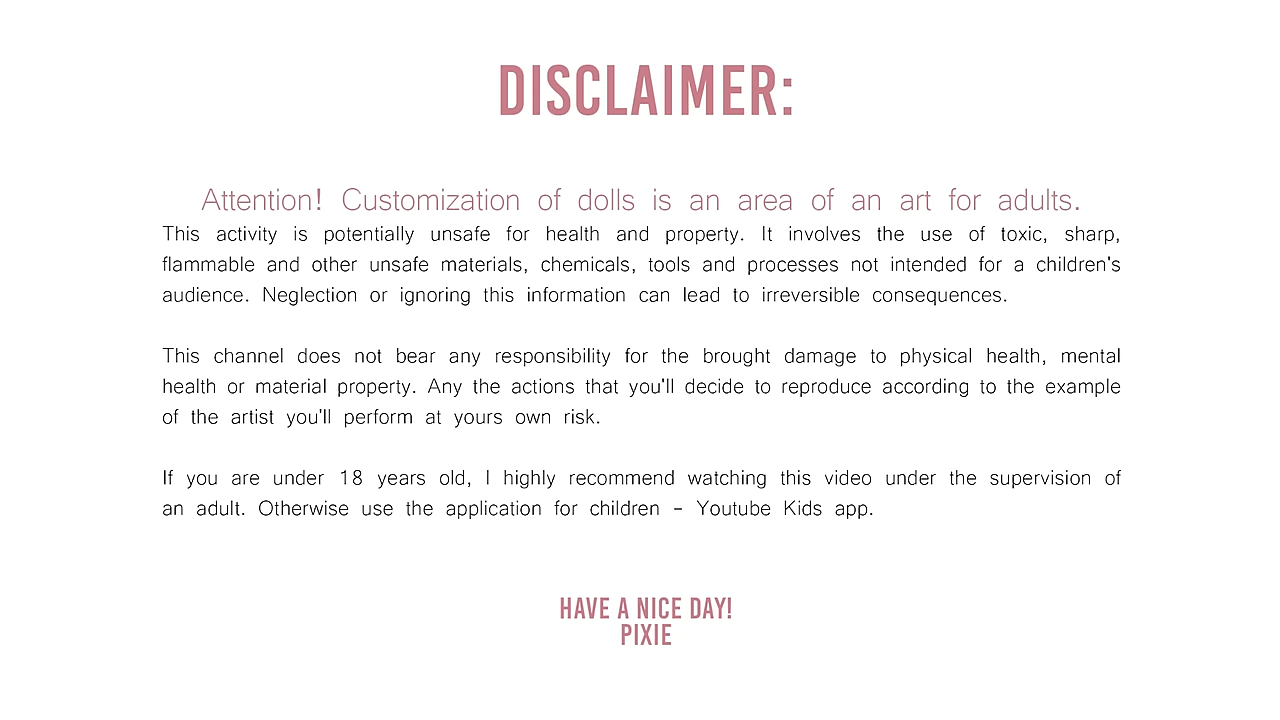 DISCLAIMER:
Attention! Customization of dolls is an area of an art for adults.
This activity is potentially unsafe for health and property. It involves the use of toxic, sharp,
flammable and other unsafe materials, chemicals, tools and processes not intended for a children's
audience. Neglection or ignoring this information can lead to irreversible consequences.
This channel does not bear any responsibility for the brought damage to physical health, mental
health or material property. Any the actions that you'll decide to reproduce according to the example
of the artist you'll perform at yours own risk.
If you are under 18 years old, I highly recommend watching this video under the supervision of
an adult. Otherwise use the application for children – Youtube Kids app.
HAVE A NICE DAY!
PIXIE